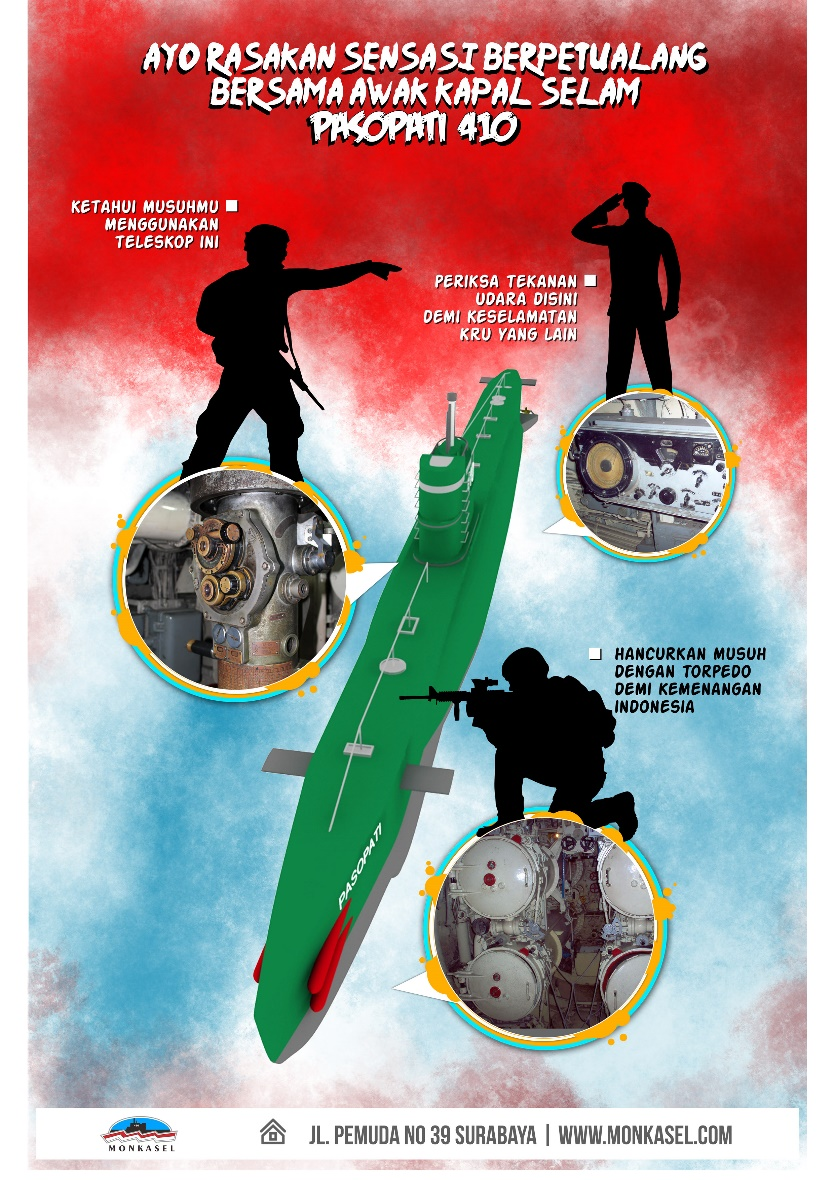 AYO RASAKAN SENSASI BERPETUALANG
BERSAMA AWAK KAPAL SELAM
PASOPATI 410
KETAHUI MUSUHMU
MENGGUNAKAN
TELESKOP INI
PERIKSA TEKANAN
UDARA DISINI
DEMI KESELAMATAN
KRU YANG LAIN
HANCURKAN MUSUH
DENGAN TORPEDO
DEMI KEMENANGAN
INDONESIA
PASOPATI
MONKASEL
JL. PEMUDA NO 39 SURABAYA | WWW.MONKASEL.COM